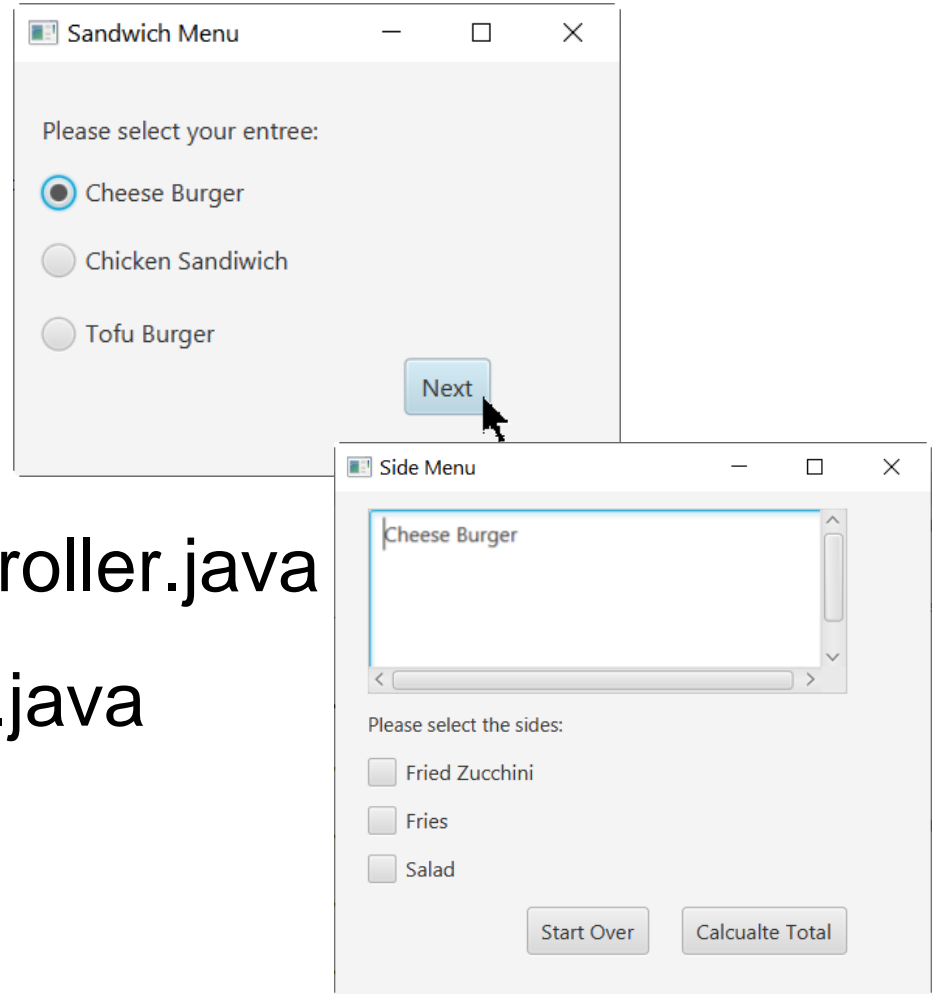 Sandwich Menu
Please select your entree:
Cheese Burger
Chicken Sandiwich
Tofu Burger
Next
roller.java
.java
Side Menu
Cheese Burger
Please select the sides:
Fried Zucchini
Fries
Salad
Start Over
Calcualte Total